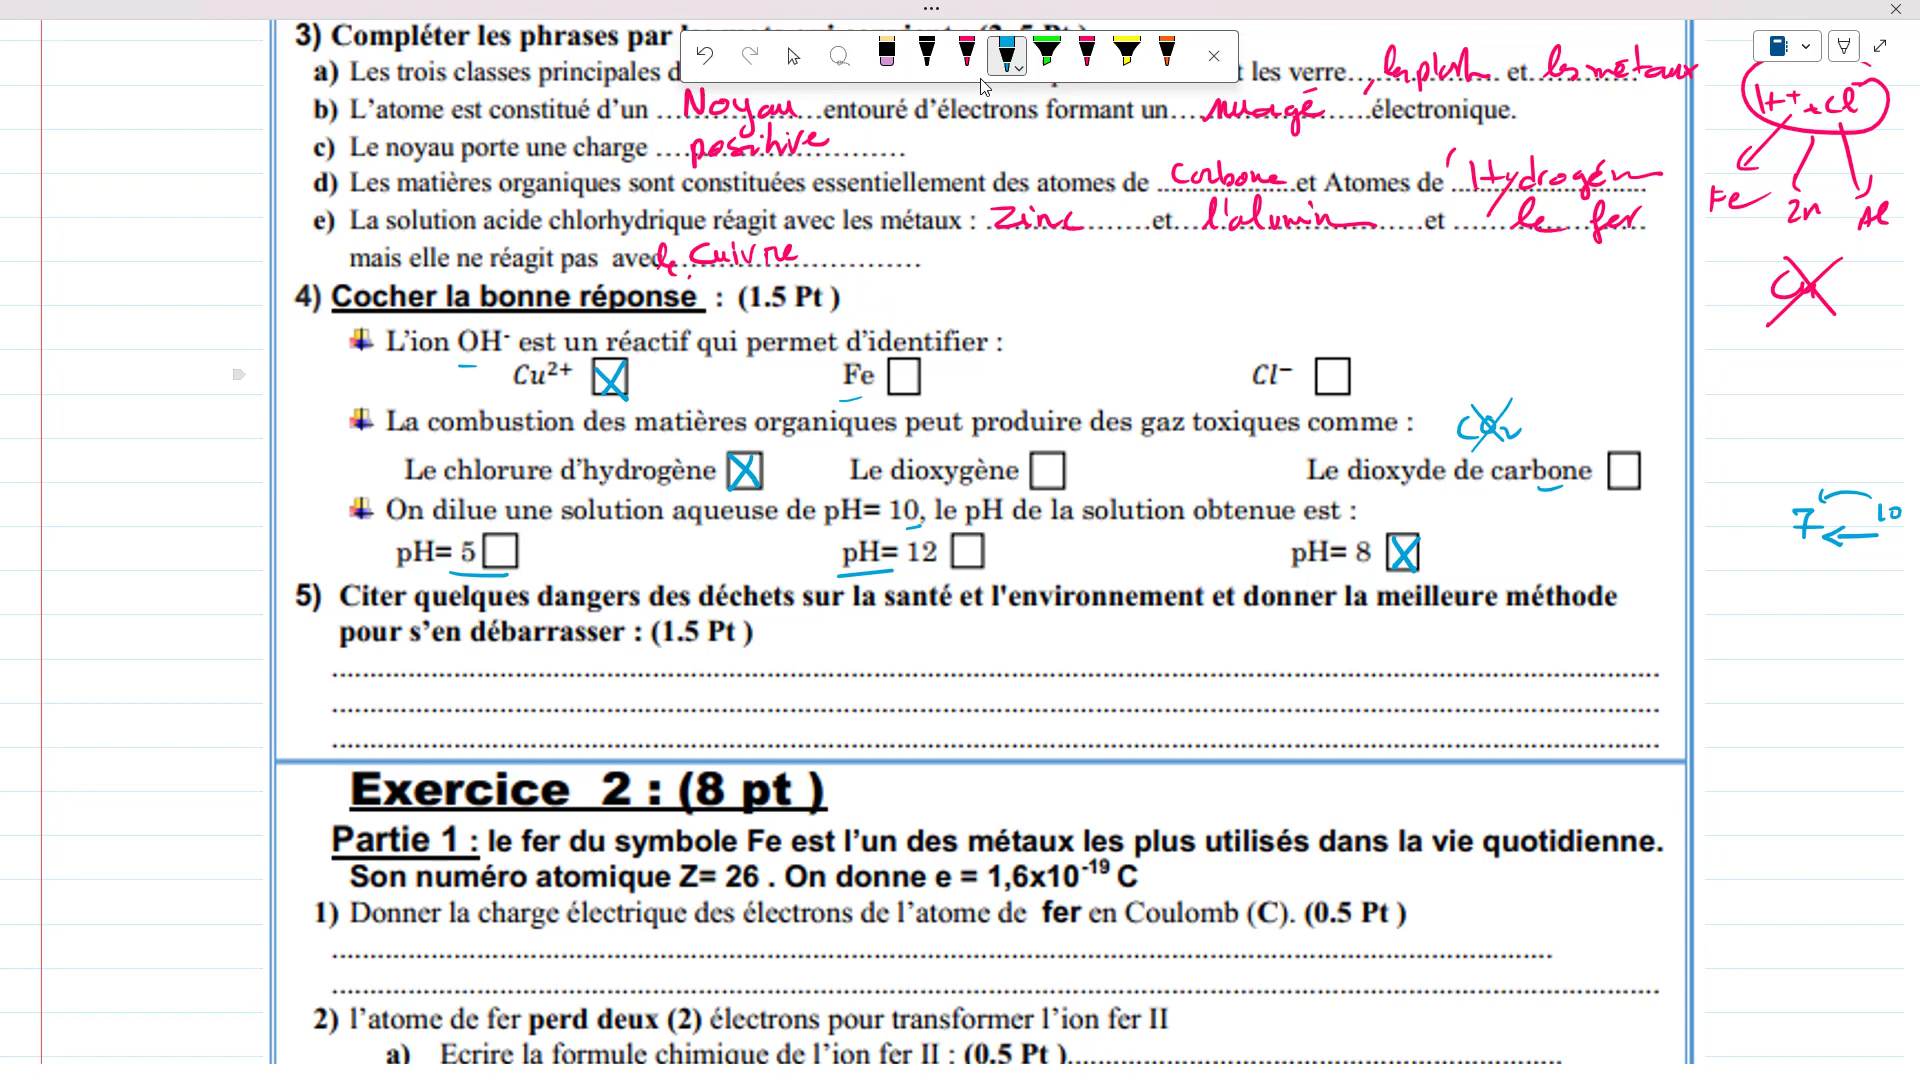 3) Compléter les phrases par
a) Les trois classes principales d t les verre.. , les plast et les métaux
b) L'atome est constitué d'un ... Noyau ...entouré d'électrons formant un.... nuagé ....électronique.
c) Le noyau porte une charge .... positive ....
d) Les matières organiques sont constituées essentiellement des atomes de Carbone et Atomes de Hydrogén
e) La solution acide chlorhydrique réagit avec les métaux : Zinc ......et... l'alumin ....et ...... le fer
mais elle ne réagit pas avec le Cuivre
4) Cocher la bonne réponse : (1.5 Pt )
L'ion OH⁻ est un réactif qui permet d'identifier :
Cu²⁺ X Fe Cl⁻
La combustion des matières organiques peut produire des gaz toxiques comme : CO₂
Le chlorure d'hydrogène X Le dioxygène Le dioxyde de carbone
On dilue une solution aqueuse de pH= 10, le pH de la solution obtenue est :
pH= 5 pH= 12 pH= 8 X
5) Citer quelques dangers des déchets sur la santé et l'environnement et donner la meilleure méthode
pour s'en débarrasser : (1.5 Pt )
Exercice 2 : (8 pt )
Partie 1 : le fer du symbole Fe est l'un des métaux les plus utilisés dans la vie quotidienne.
Son numéro atomique Z= 26 . On donne e = 1,6x10⁻¹⁹ C
1) Donner la charge électrique des électrons de l'atome de fer en Coulomb (C). (0.5 Pt )
2) l'atome de fer perd deux (2) électrons pour transformer l'ion fer II
a) Ecrire la formule chimique de l'ion fer II : (0.5 Pt )
H⁺ + Cl⁻
Fe Zn Al
Cu
7 10